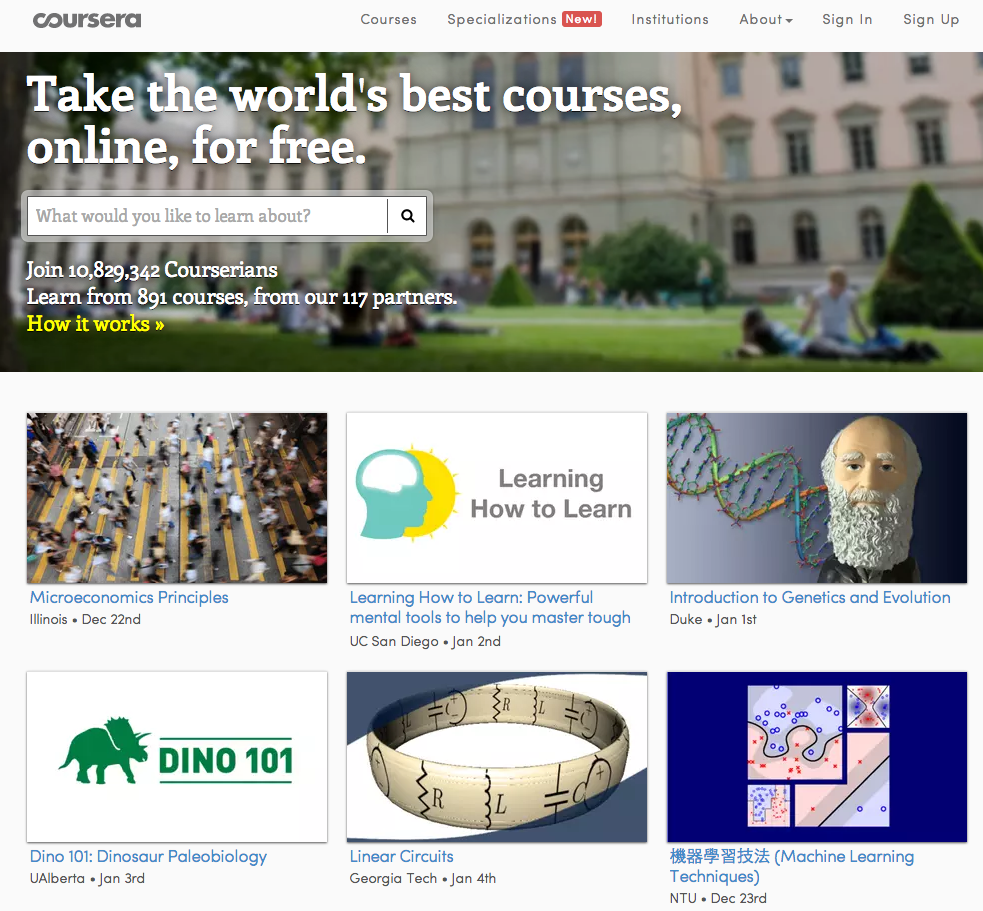 coursera
Courses
Specializations New!
Institutions
About
Sign In
Sign Up
Take the world's best courses,
online, for free.
What would you like to learn about?
Join 10,829,342 Courserians
Learn from 891 courses, from our 117 partners.
How it works »
Microeconomics Principles
Illinois • Dec 22nd
Learning
How to Learn
Learning How to Learn: Powerful
mental tools to help you master tough
UC San Diego • Jan 2nd
Introduction to Genetics and Evolution
Duke • Jan 1st
DINO 101
Dino 101: Dinosaur Paleobiology
UAlberta • Jan 3rd
L C R L C
R L C
Linear Circuits
Georgia Tech • Jan 4th
機器學習技法 (Machine Learning
Techniques)
NTU • Dec 23rd